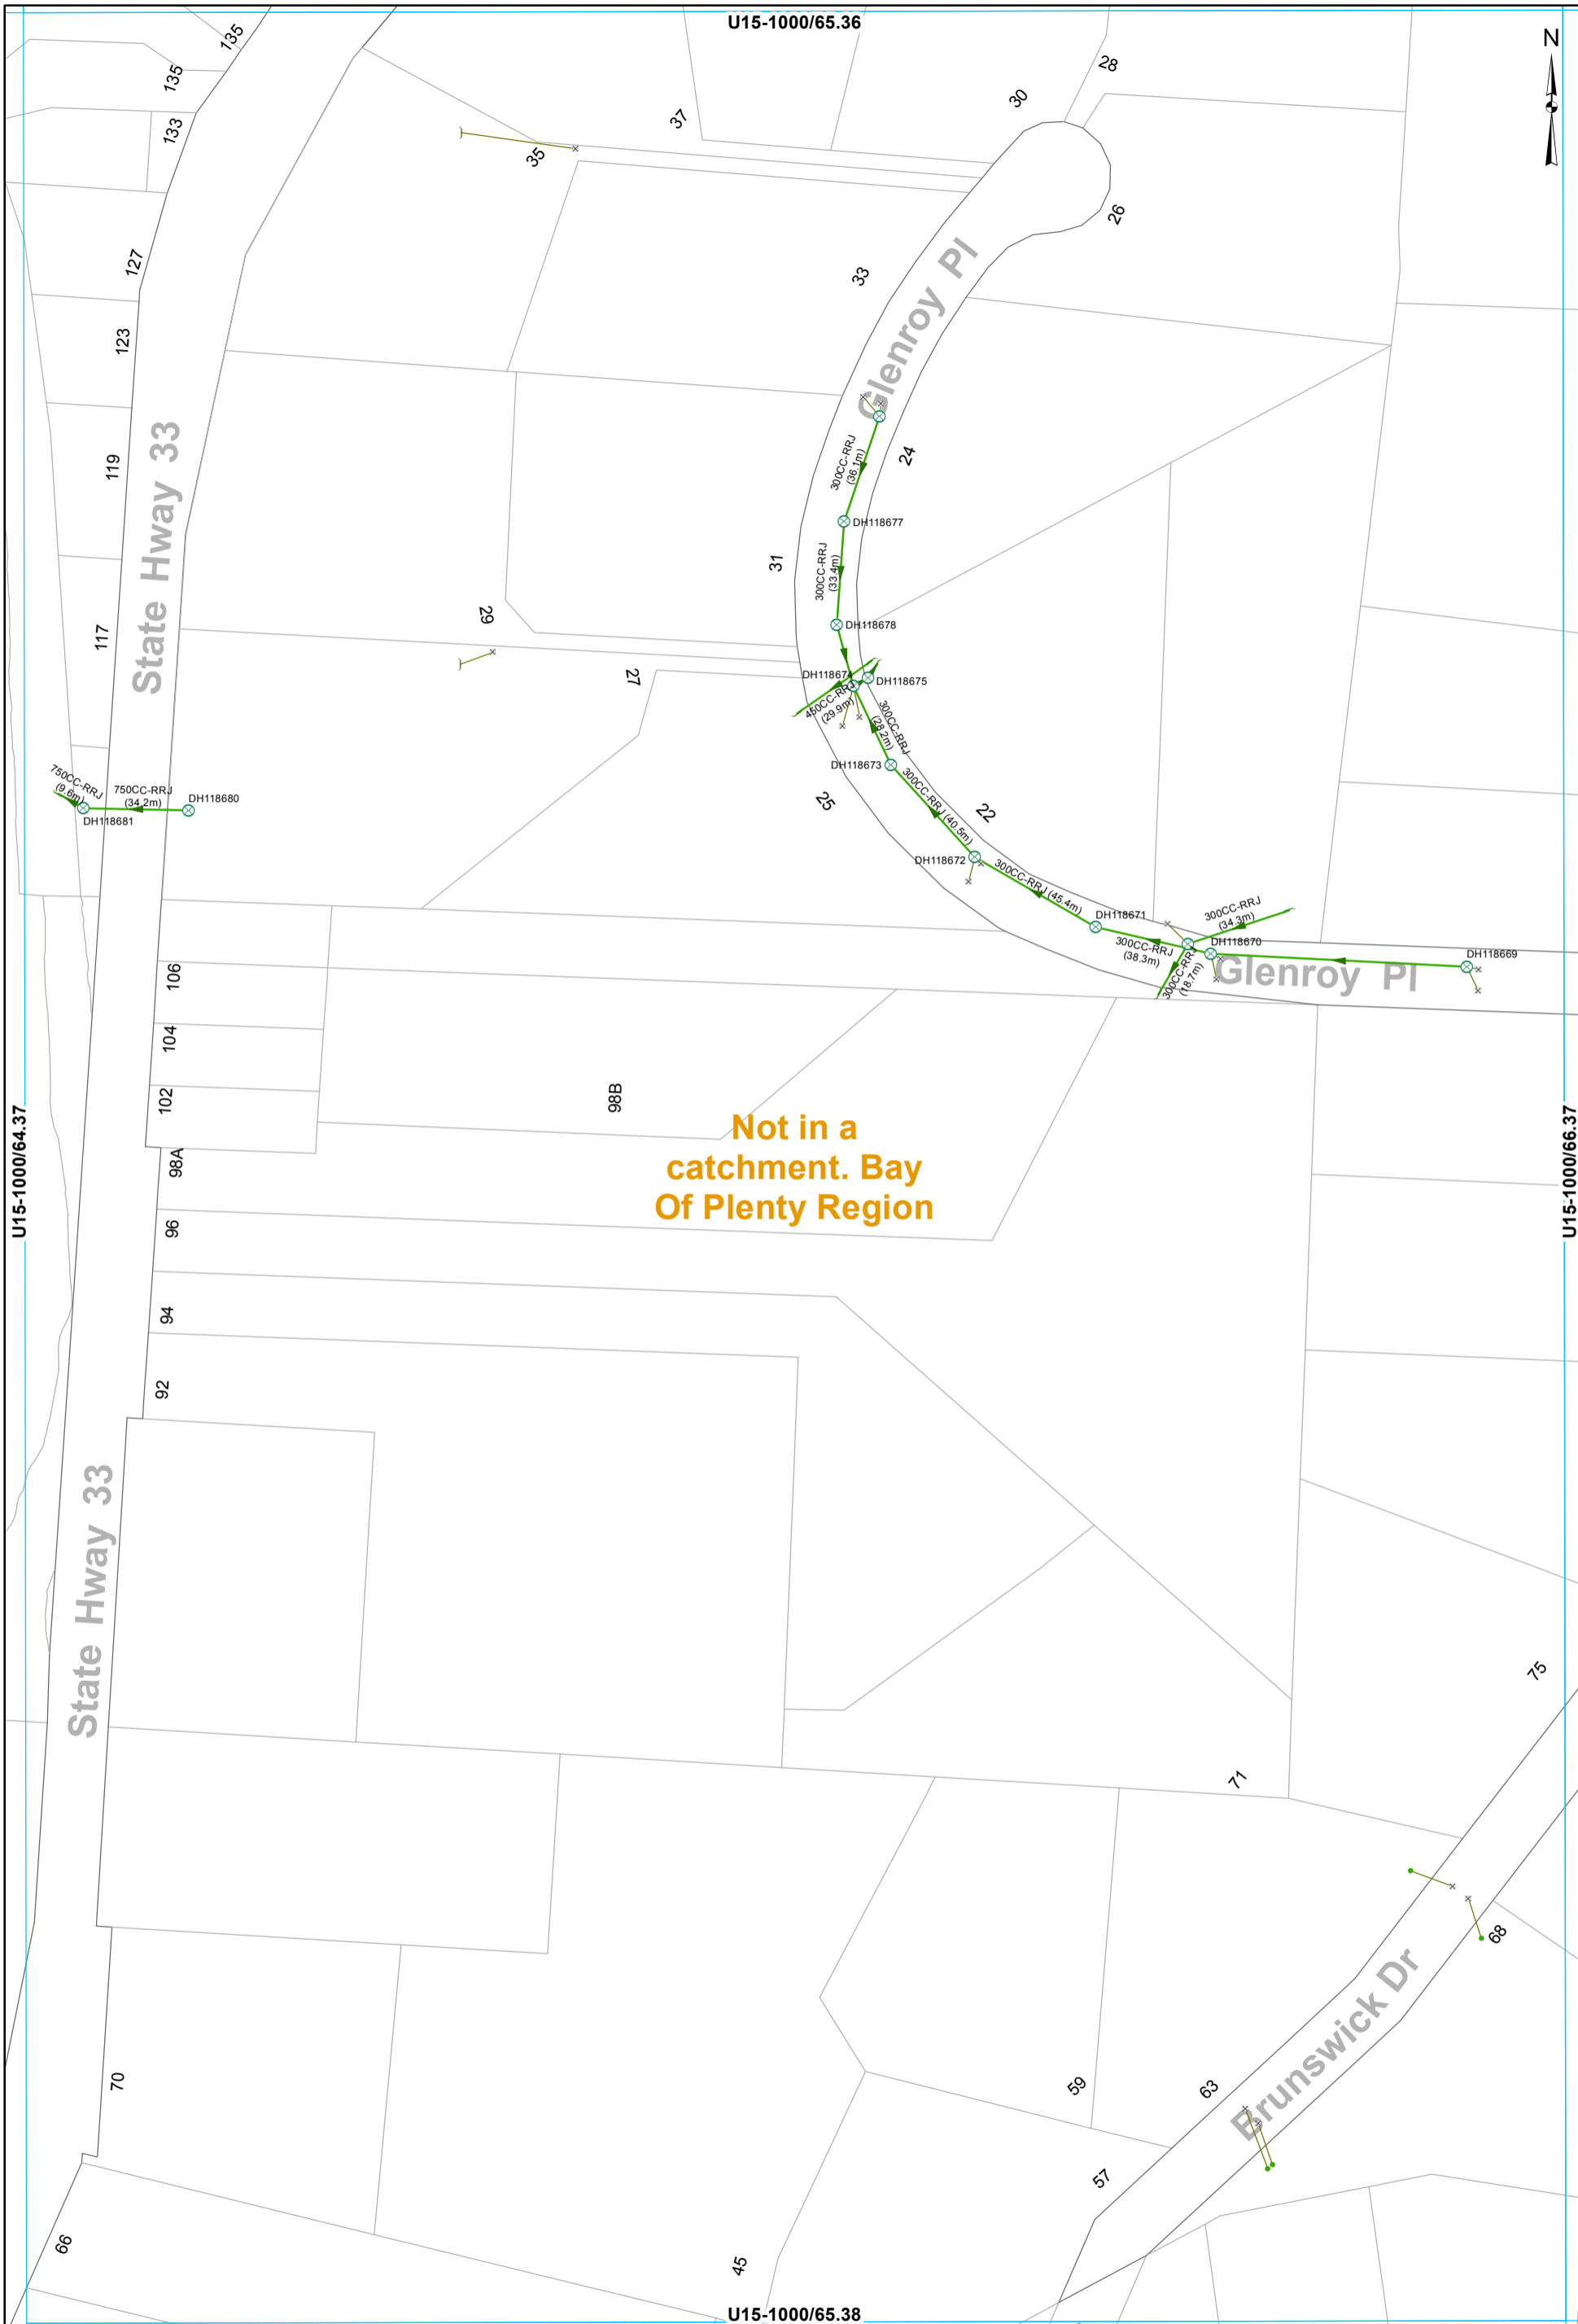 U15-1000/65.36
N
135
135
133
127
123
119
117
State Hway 33
28
30
37
35
26
33
Glenroy Pl
24
300CC-RRJ
(36.1m)
DH118677
31
300CC-RRJ
(33.4m)
DH118678
29
27
DH118674
DH118675
450CC-RRJ
(29.9m)
300CC-RRJ
(28.2m)
DH118673
25
300CC-RRJ (40.5m)
22
DH118672
300CC-RRJ (45.4m)
DH118671
300CC-RRJ
(34.3m)
300CC-RRJ
(38.3m)
DH118670
300CC-RRJ
(18.7m)
DH118669
Glenroy Pl
750CC-RRJ
(9.6m)
750CC-RRJ
(34.2m)
DH118680
DH118681
106
104
102
98A
98B
96
94
92
Not in a
catchment. Bay
Of Plenty Region
U15-1000/64.37
U15-1000/66.37
State Hway 33
75
71
68
Brunswick Dr
70
59
63
57
66
45
U15-1000/65.38